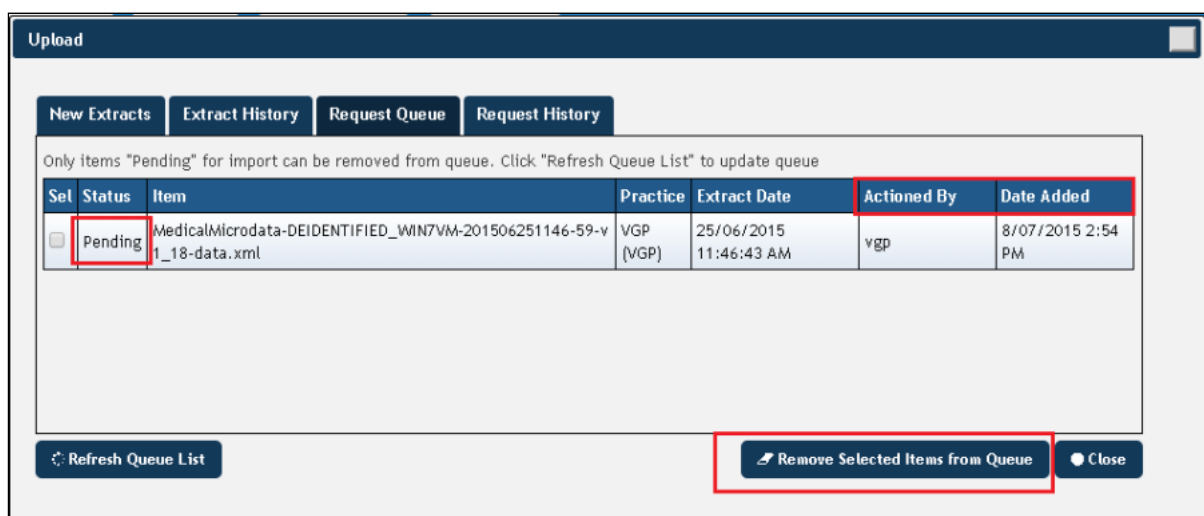 Upload
New Extracts Extract History Request Queue Request History
Only items "Pending" for import can be removed from queue. Click "Refresh Queue List" to update queue
Sel Status Item Practice Extract Date Actioned By Date Added
Pending MedicalMicrodata-DEIDENTIFIED_WIN7VM-201506251146-59-v VGP 25/06/2015 vgp 8/07/2015 2:54
1_18-data.xml (VGP) 11:46:43 AM PM
Refresh Queue List Remove Selected Items from Queue Close